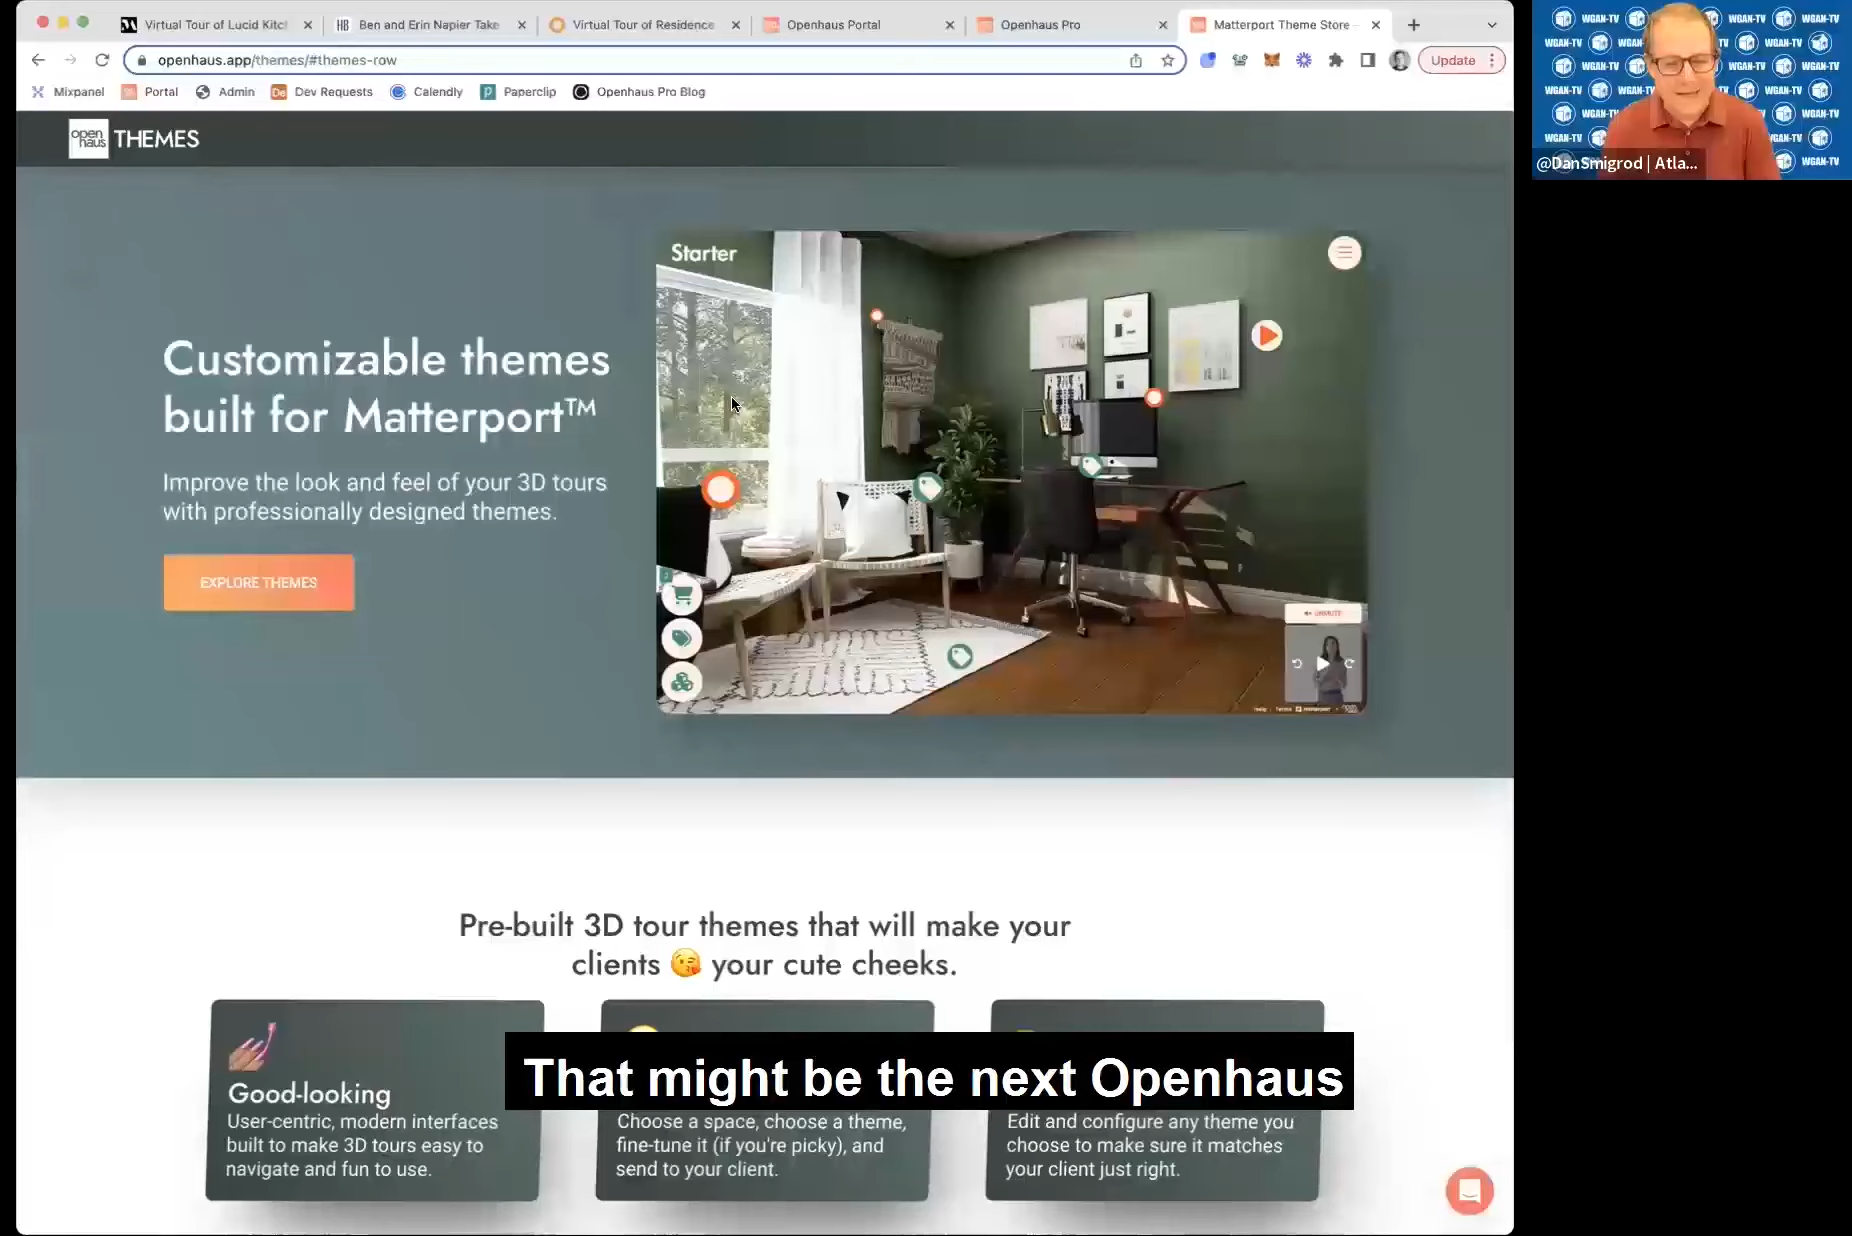 Virtual Tour of Lucid Kitch
Ben and Erin Napier Take
Virtual Tour of Residence
Openhaus Portal
Openhaus Pro
Matterport Theme Store –
openhaus.app/themes/#themes-row
Update
Mixpanel
Portal
Admin
Dev Requests
Calendly
Paperclip
Openhaus Pro Blog
open
haus
THEMES
@DanSmigrod | Atla...
WGAN-TV
Starter
Customizable themes
built for Matterport™
Improve the look and feel of your 3D tours
with professionally designed themes.
EXPLORE THEMES
UNMUTE
Pre-built 3D tour themes that will make your
clients 😘 your cute cheeks.
Good-looking
User-centric, modern interfaces
built to make 3D tours easy to
navigate and fun to use.
Choose a space, choose a theme,
fine-tune it (if you're picky), and
send to your client.
Edit and configure any theme you
choose to make sure it matches
your client just right.
That might be the next Openhaus